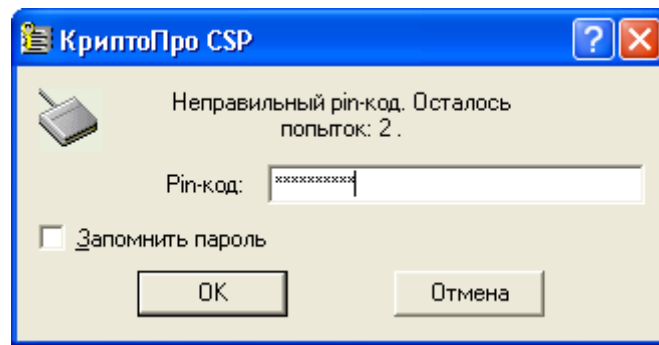 КриптоПро CSP
Неправильный pin-код. Осталось
попыток: 2 .
Pin-код: **********
Запомнить пароль
OK Отмена